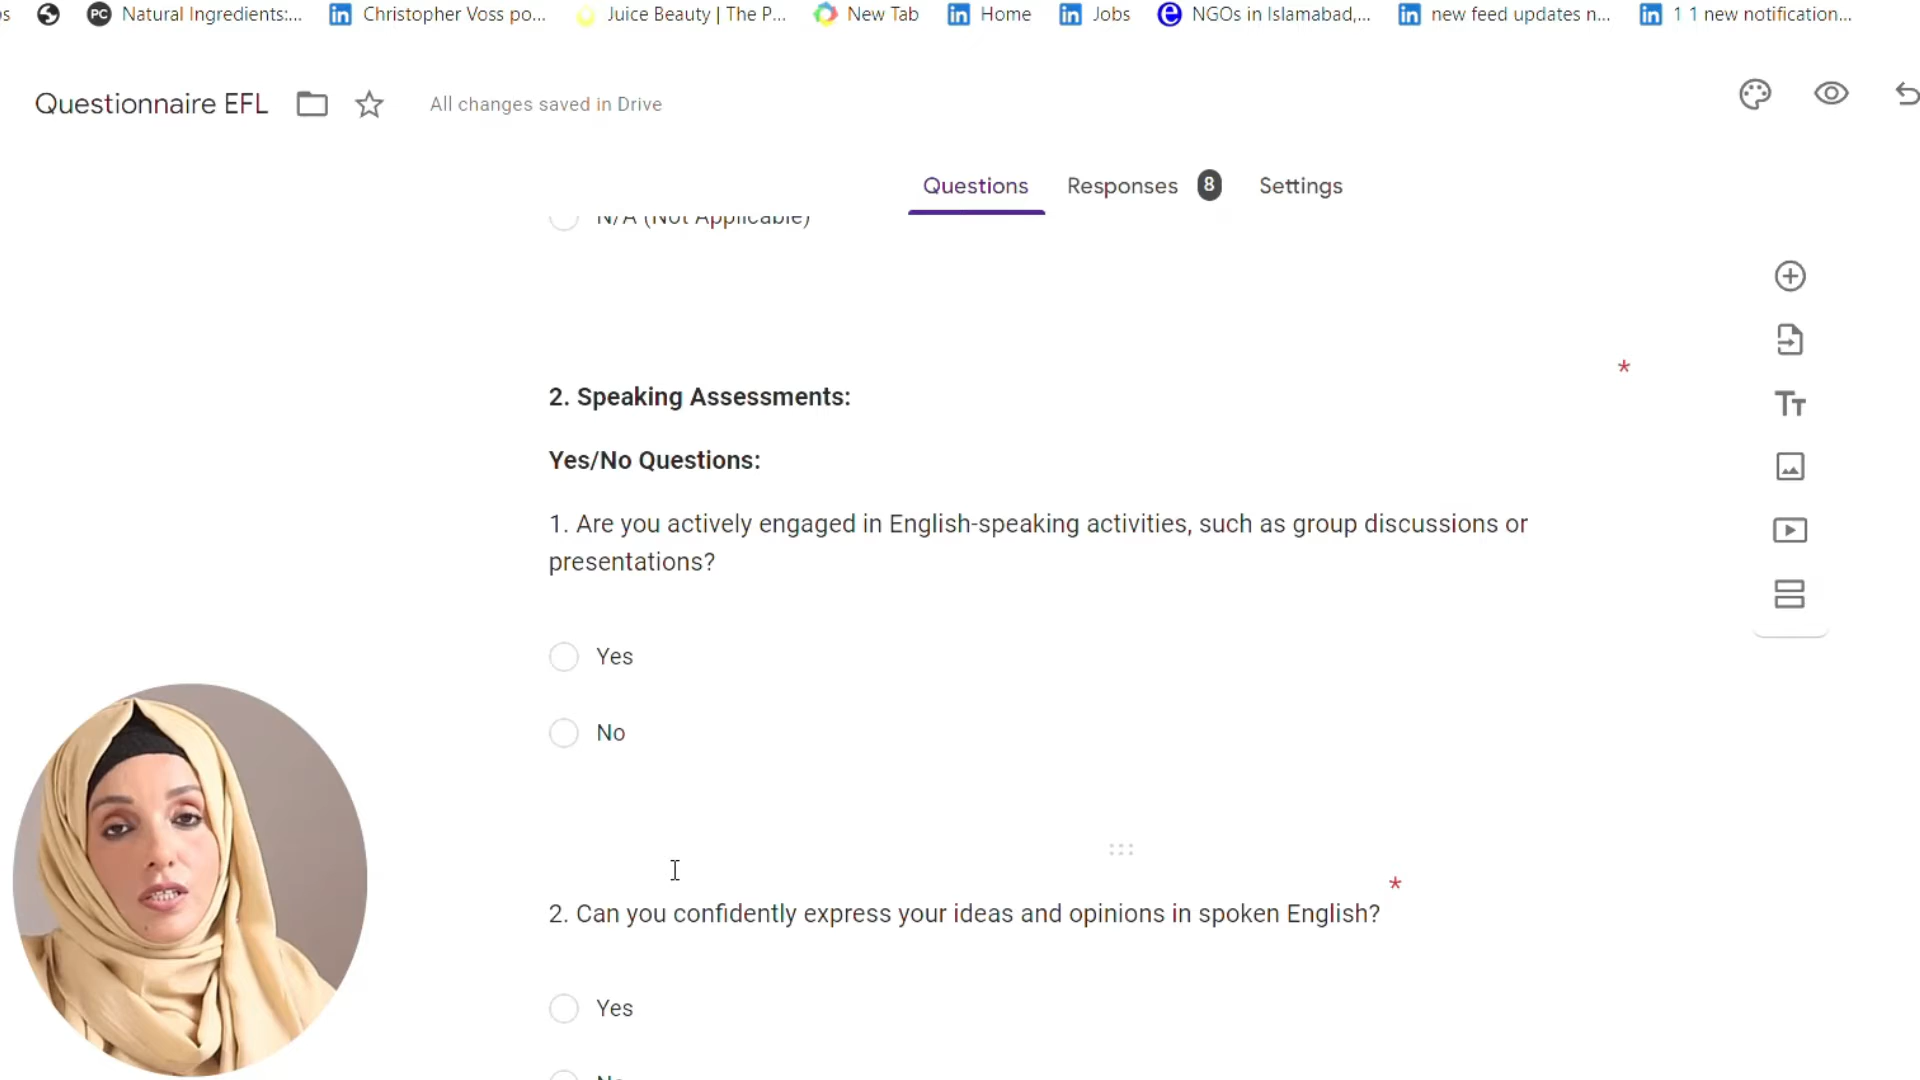 Natural Ingredients:... Christopher Voss po... Juice Beauty | The P... New Tab Home Jobs NGOs in Islamabad,... new feed updates n... 1 1 new notification...
Questionnaire EFL All changes saved in Drive
Questions Responses 8 Settings
N/A (Not Applicable)
*
2. Speaking Assessments:
Yes/No Questions:
1. Are you actively engaged in English-speaking activities, such as group discussions or
presentations?
Yes
No
*
2. Can you confidently express your ideas and opinions in spoken English?
Yes